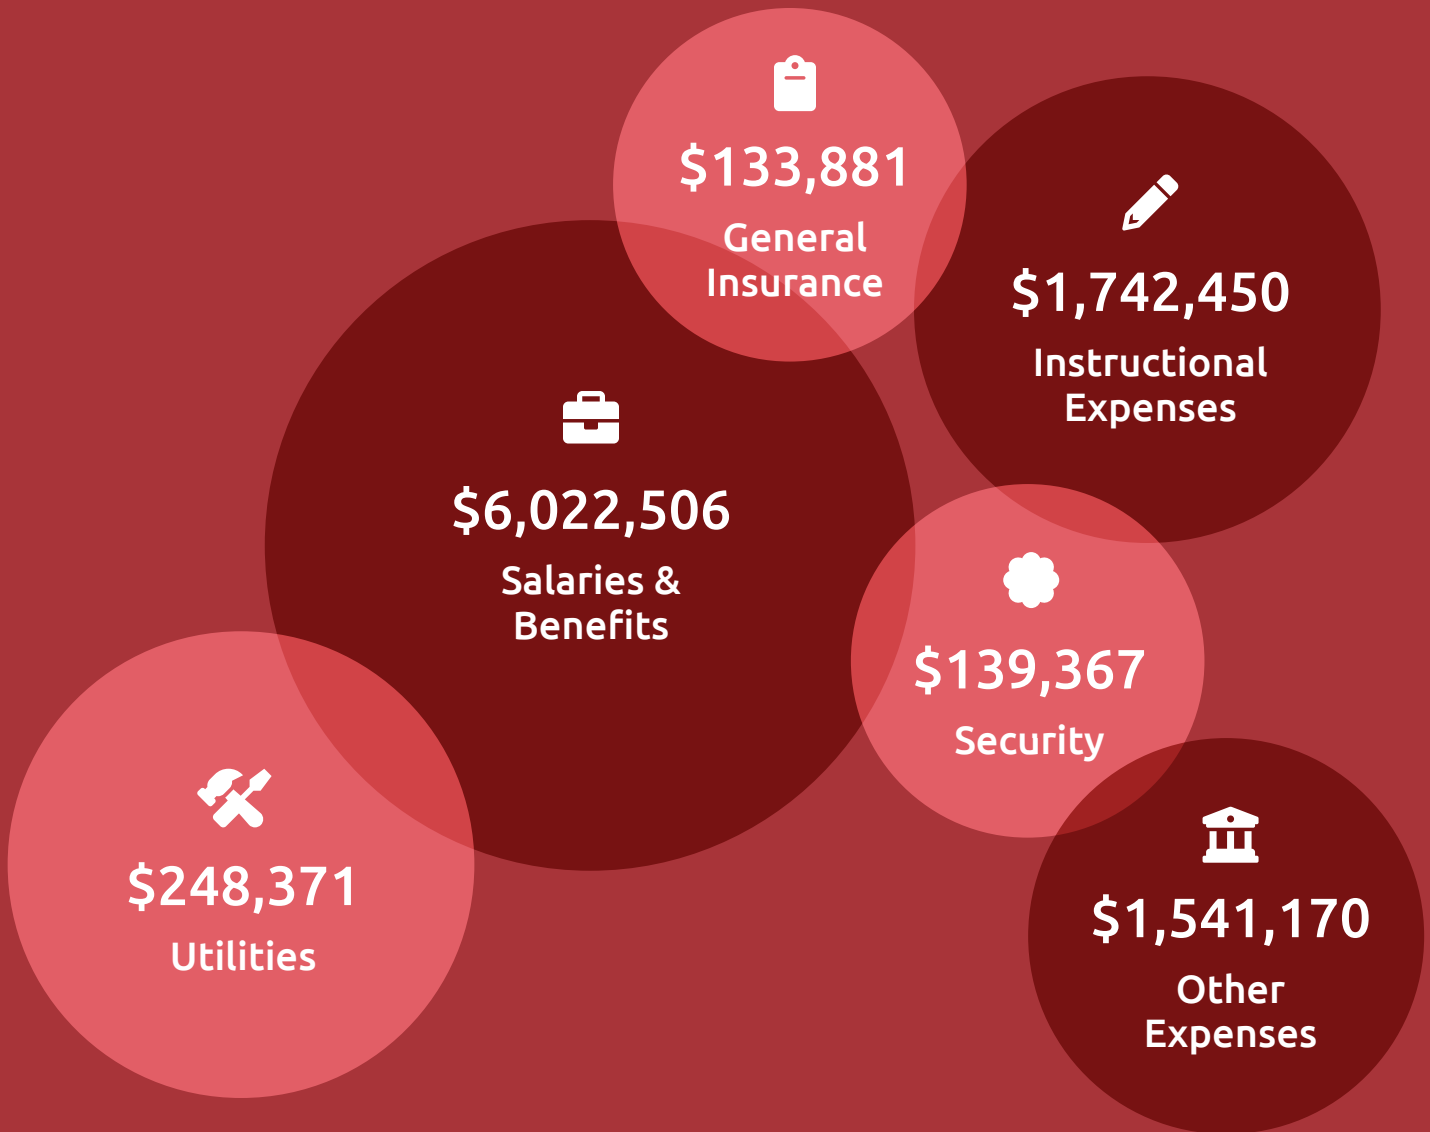 $133,881
General
Insurance
$1,742,450
Instructional
Expenses
$6,022,506
Salaries &
Benefits
$139,367
Security
$248,371
Utilities
$1,541,170
Other
Expenses